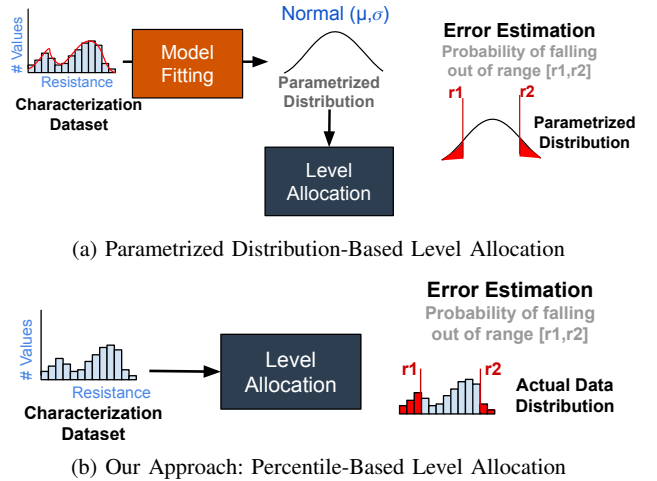 # Values
Resistance
Characterization
Dataset
Model
Fitting
Normal (μ,σ)
Parametrized
Distribution
Level
Allocation
Error Estimation
Probability of falling
out of range [r1,r2]
r1
r2
Parametrized
Distribution
(a) Parametrized Distribution-Based Level Allocation
# Values
Resistance
Characterization
Dataset
Level
Allocation
Error Estimation
Probability of falling
out of range [r1,r2]
r1
r2
Actual Data
Distribution
(b) Our Approach: Percentile-Based Level Allocation